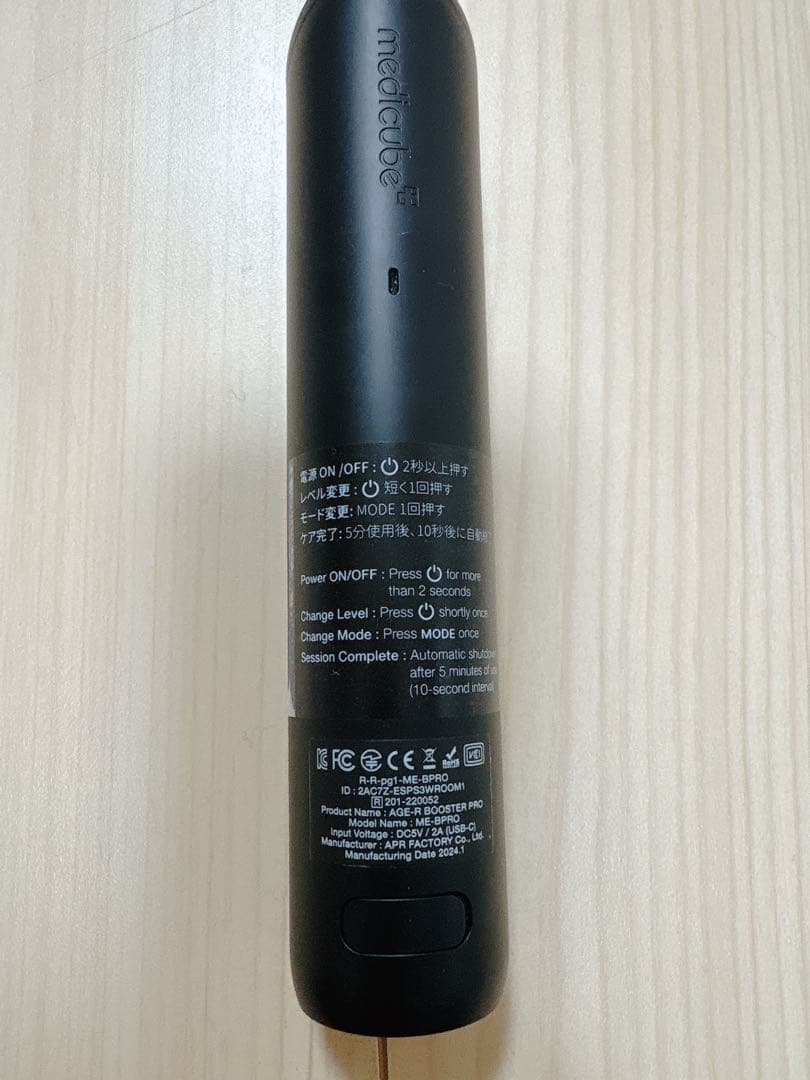 medicube
電源 ON /OFF : 2秒以上押す
レベル変更 : 短く1回押す
モード変更: MODE 1回押す
ケア完了: 5分使用後、10秒後に自動
Power ON/OFF : Press for more
than 2 seconds
Change Level : Press shortly once
Change Mode : Press MODE once
Session Complete : Automatic
after 5 minutes of
(10-second interval)
FC CE RoHS
R-R-pg1-ME-BPRO
ID : 2AC7Z-ESPS3WROOM1
R 201-220052
Product Name : AGE-R BOOSTER PRO
Model Name : ME-BPRO
Input Voltage : DC5V / 2A (USB-C)
Manufacturer : APR FACTORY Co., Ltd.
Manufacturing Date 2024.1